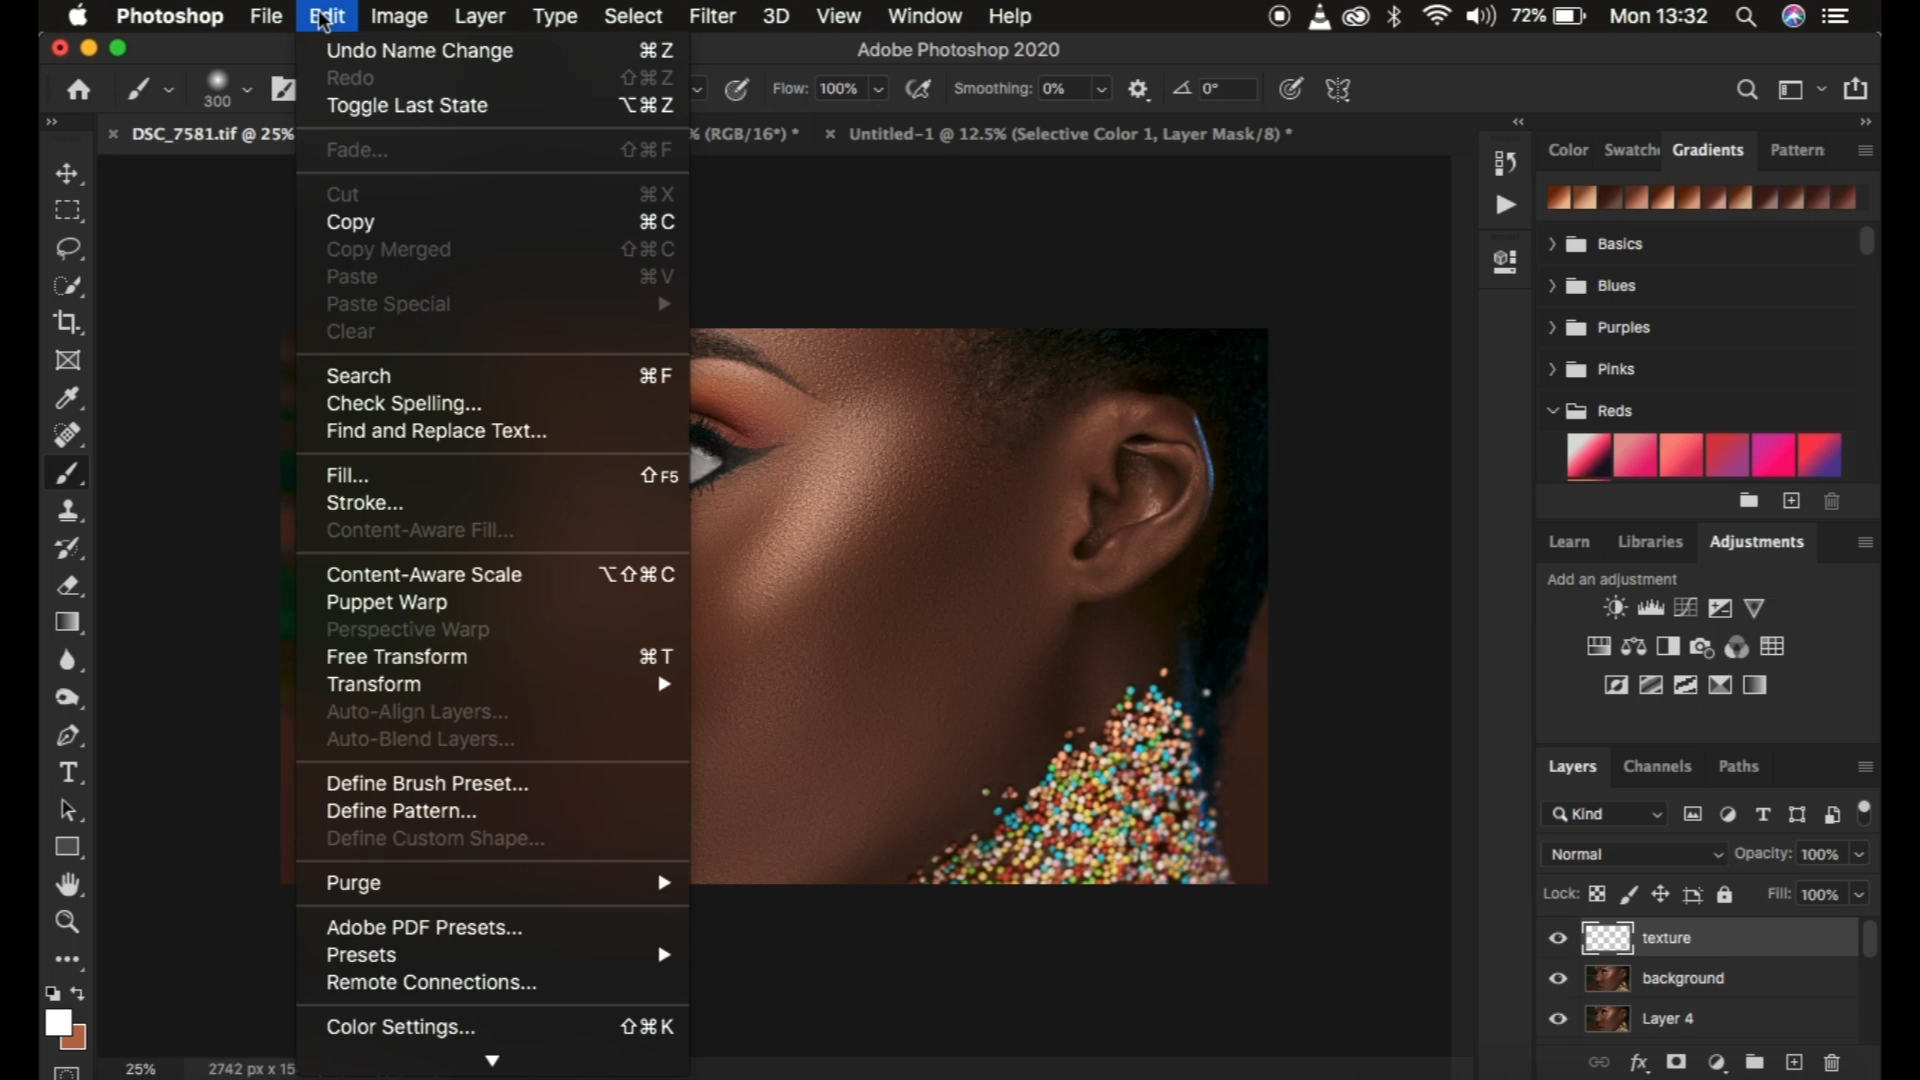 Photoshop File Edit Image Layer Type Select Filter 3D View Window Help 72% Mon 13:32
Adobe Photoshop 2020
300 Flow: 100% Smoothing: 0% 0°
DSC_7581.tif @ 25% % (RGB/16*) * Untitled-1 @ 12.5% (Selective Color 1, Layer Mask/8) *
Undo Name Change ⌘Z
Redo ⇧⌘Z
Toggle Last State ⌥⌘Z
Fade... ⇧⌘F
Cut ⌘X
Copy ⌘C
Copy Merged ⇧⌘C
Paste ⌘V
Paste Special
Clear
Search ⌘F
Check Spelling...
Find and Replace Text...
Fill... ⇧F5
Stroke...
Content-Aware Fill...
Content-Aware Scale ⌥⇧⌘C
Puppet Warp
Perspective Warp
Free Transform ⌘T
Transform
Auto-Align Layers...
Auto-Blend Layers...
Define Brush Preset...
Define Pattern...
Define Custom Shape...
Purge
Adobe PDF Presets...
Presets
Remote Connections...
Color Settings... ⇧⌘K
25% 2742 px x 15
Color Swatche Gradients Pattern
Basics
Blues
Purples
Pinks
Reds
Learn Libraries Adjustments
Add an adjustment
Layers Channels Paths
Kind
Normal Opacity: 100%
Lock: Fill: 100%
texture
background
Layer 4